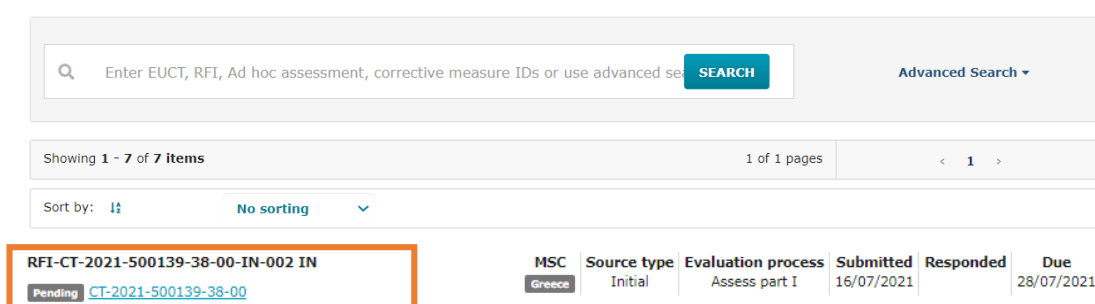 Enter EUCT, RFI, Ad hoc assessment, corrective measure IDs or use advanced sea
SEARCH
Advanced Search
Showing 1 - 7 of 7 items
1 of 1 pages
< 1 >
Sort by:
No sorting
RFI-CT-2021-500139-38-00-IN-002 IN
Pending CT-2021-500139-38-00
MSC Source type Evaluation process Submitted Responded Due
Greece Initial Assess part I 16/07/2021 28/07/2021